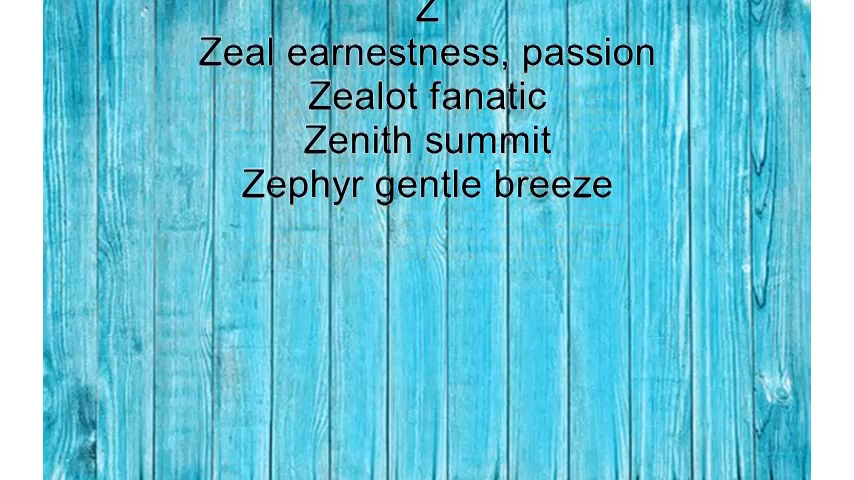 Z
Zeal earnestness, passion
Zealot fanatic
Zenith summit
Zephyr gentle breeze